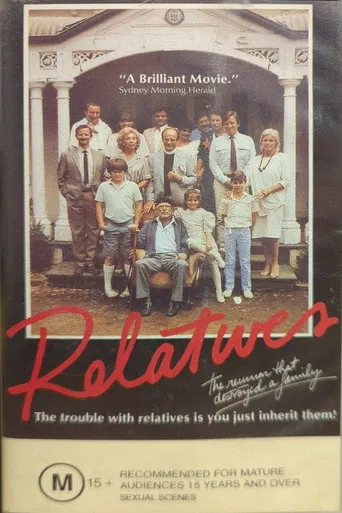 "A Brilliant Movie."
Sydney Morning Herald
Relatives
The reunion that
destroyed a family
The trouble with relatives is you just inherit them!
M 15+
RECOMMENDED FOR MATURE
AUDIENCES 15 YEARS AND OVER
SEXUAL SCENES